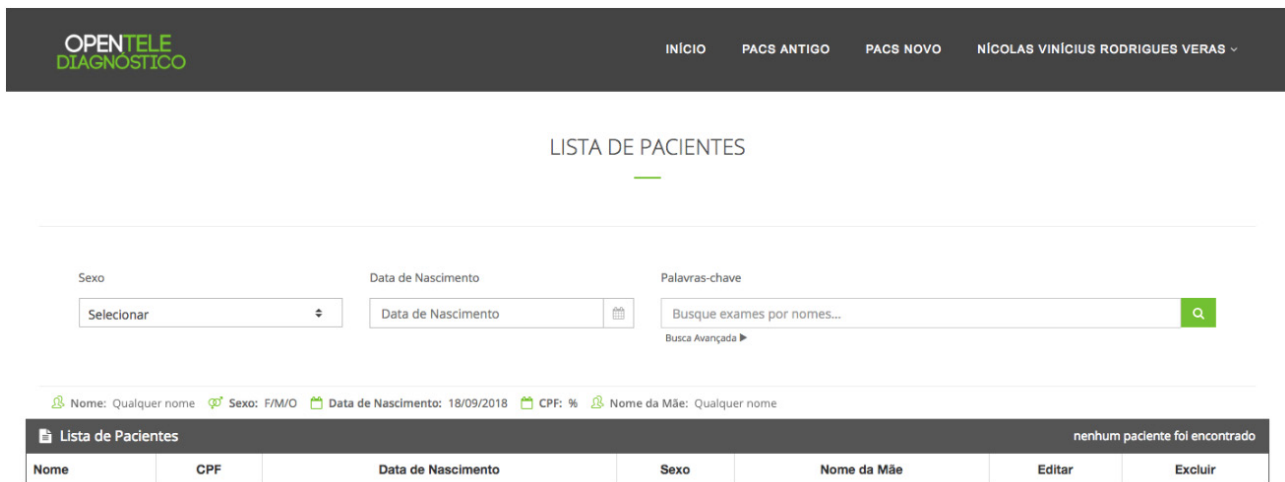 OPENTELE
DIAGNÓSTICO
INÍCIO PACS ANTIGO PACS NOVO NÍCOLAS VINÍCIUS RODRIGUES VERAS
LISTA DE PACIENTES
Sexo Data de Nascimento Palavras-chave
Selecionar Data de Nascimento Busque exames por nomes...
Busca Avançada
Nome: Qualquer nome Sexo: F/M/O Data de Nascimento: 18/09/2018 CPF: % Nome da Mãe: Qualquer nome
Lista de Pacientes nenhum paciente foi encontrado
Nome CPF Data de Nascimento Sexo Nome da Mãe Editar Excluir